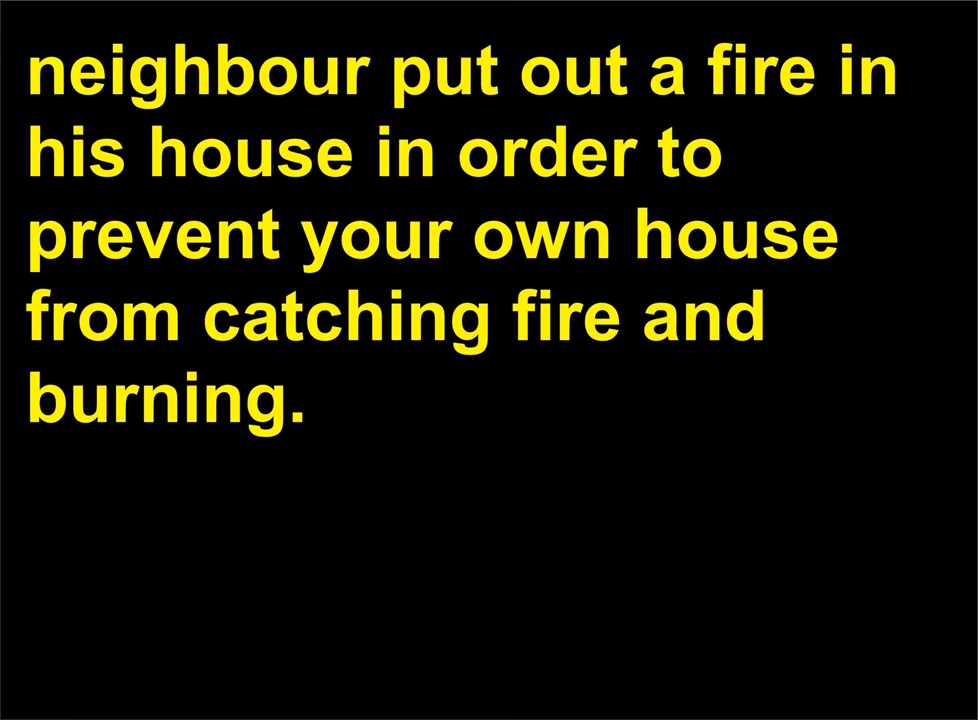 neighbour put out a fire in
his house in order to
prevent your own house
from catching fire and
burning.